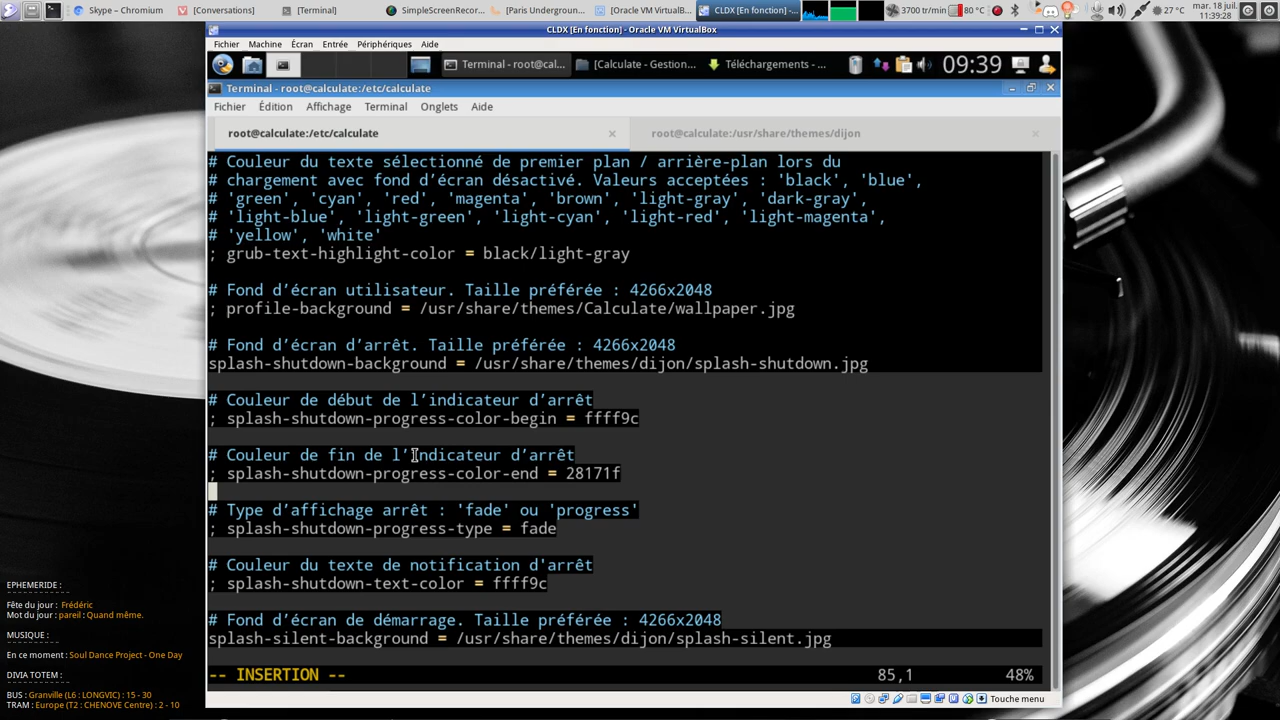 Skype – Chromium
[Conversations]
[Terminal]
SimpleScreenRecor...
[Paris Undergroun...
[Oracle VM VirtualB...
CLDX [En fonction] -...
3700 tr/min
80 °C
27 °C
mar. 18 juil.
11:39:28
CLDX [En fonction] - Oracle VM VirtualBox
Fichier Machine Écran Entrée Périphériques Aide
Terminal - root@cal...
[Calculate - Gestion...
Téléchargements - ...
09:39
Terminal - root@calculate:/etc/calculate
Fichier Édition Affichage Terminal Onglets Aide
root@calculate:/etc/calculate
root@calculate:/usr/share/themes/dijon
# Couleur du texte sélectionné de premier plan / arrière-plan lors du
# chargement avec fond d’écran désactivé. Valeurs acceptées : 'black', 'blue',
# 'green', 'cyan', 'red', 'magenta', 'brown', 'light-gray', 'dark-gray',
# 'light-blue', 'light-green', 'light-cyan', 'light-red', 'light-magenta',
# 'yellow', 'white'
; grub-text-highlight-color = black/light-gray
# Fond d’écran utilisateur. Taille préférée : 4266x2048
; profile-background = /usr/share/themes/Calculate/wallpaper.jpg
# Fond d’écran d’arrêt. Taille préférée : 4266x2048
splash-shutdown-background = /usr/share/themes/dijon/splash-shutdown.jpg
# Couleur de début de l’indicateur d’arrêt
; splash-shutdown-progress-color-begin = ffff9c
# Couleur de fin de l’indicateur d’arrêt
; splash-shutdown-progress-color-end = 28171f
# Type d’affichage arrêt : 'fade' ou 'progress'
; splash-shutdown-progress-type = fade
# Couleur du texte de notification d'arrêt
; splash-shutdown-text-color = ffff9c
# Fond d’écran de démarrage. Taille préférée : 4266x2048
splash-silent-background = /usr/share/themes/dijon/splash-silent.jpg
-- INSERTION --
85,1
48%
Touche menu
EPHEMERIDE :
Fête du jour : Frédéric
Mot du jour : pareil : Quand même.
MUSIQUE :
En ce moment : Soul Dance Project - One Day
DIVIA TOTEM :
BUS : Granville (L6 : LONGVIC) : 15 - 30
TRAM : Europe (T2 : CHENOVE Centre) : 2 - 10